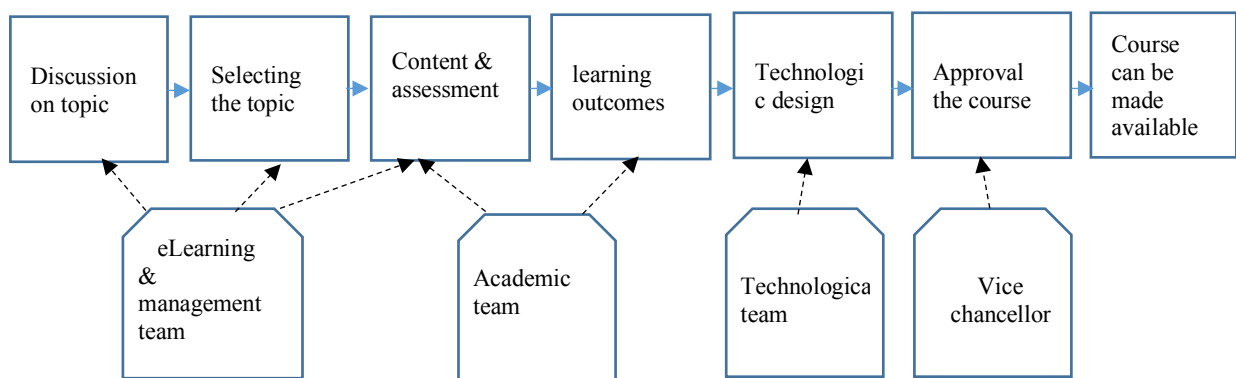 Discussion
on topic
Selecting
the topic
Content &
assessment
learning
outcomes
Technologi
c design
Approval
the course
Course
can be
made
available
eLearning
&
management
team
Academic
team
Technologica
team
Vice
chancellor